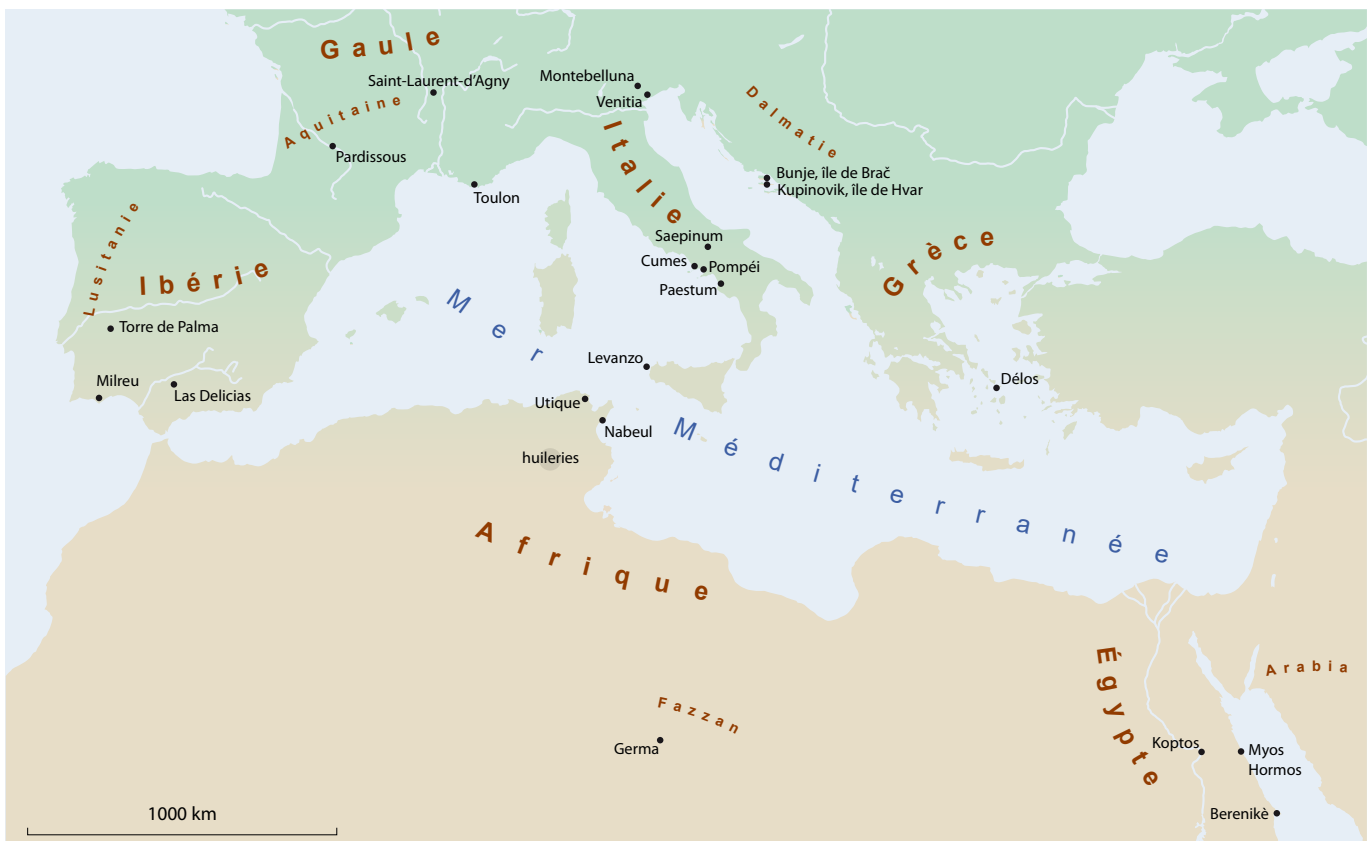 Gaule
Saint-Laurent-d’Agny
Montebelluna
Venitia
Dalmatie
Aquitaine
Italie
Pardissous
Bunje, île de Brač
Kupinovik, île de Hvar
Toulon
Lusitanie
Saepinum
Grèce
Ibérie
Cumes
Pompéi
Paestum
Mer
Torre de Palma
Levanzo
Milreu
Las Delicias
Délos
Utique
Nabeul
Méditerranée
huileries
Afrique
Égypte
Arabia
Fazzan
Germa
Koptos
Myos
Hormos
1000 km
Berenikè